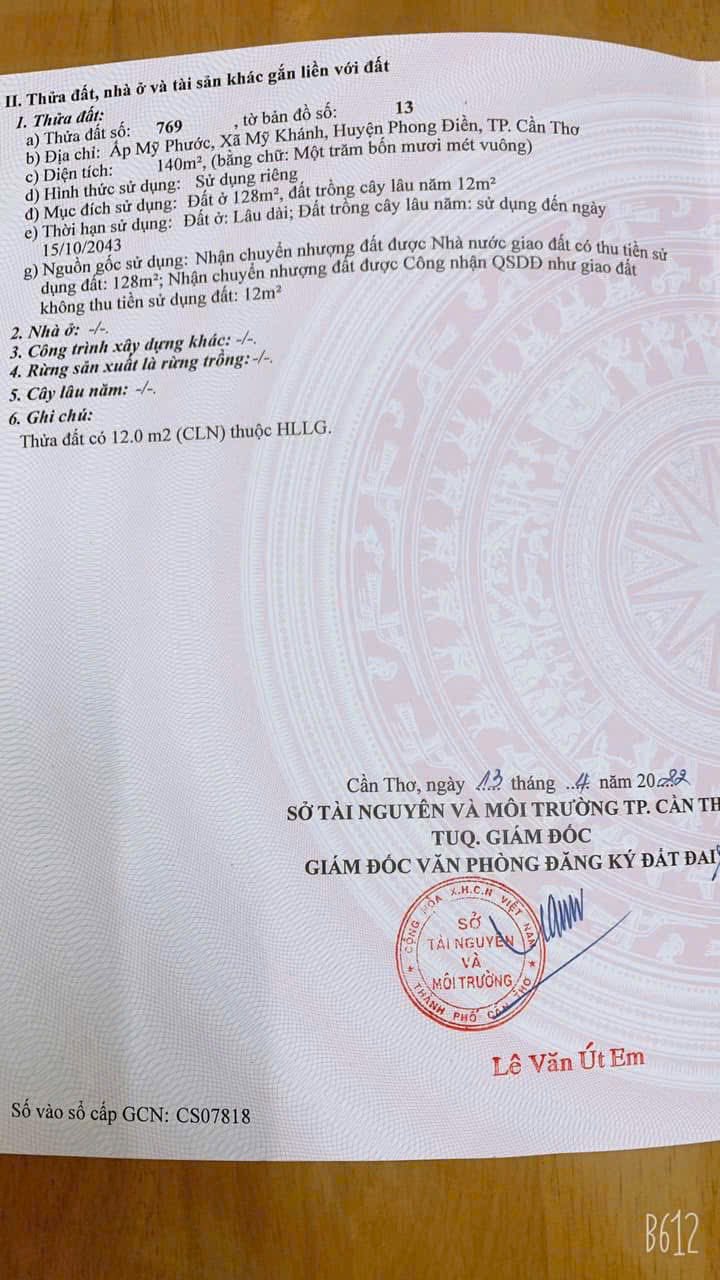 II. Thửa đất, nhà ở và tài sản khác gắn liền với đất
1. Thửa đất:
a) Thửa đất số: 769 , tờ bản đồ số: 13
b) Địa chỉ: Ấp Mỹ Phước, Xã Mỹ Khánh, Huyện Phong Điền, TP. Cần Thơ
c) Diện tích: 140m², (bằng chữ: Một trăm bốn mươi mét vuông)
d) Hình thức sử dụng: Sử dụng riêng
đ) Mục đích sử dụng: Đất ở 128m², đất trồng cây lâu năm 12m²
e) Thời hạn sử dụng: Đất ở: Lâu dài; Đất trồng cây lâu năm: sử dụng đến ngày
15/10/2043
g) Nguồn gốc sử dụng: Nhận chuyển nhượng đất được Nhà nước giao đất có thu tiền sử
dụng đất: 128m²; Nhận chuyển nhượng đất được Công nhận QSDĐ như giao đất
không thu tiền sử dụng đất: 12m²
2. Nhà ở: -/-.
3. Công trình xây dựng khác: -/-.
4. Rừng sản xuất là rừng trồng: -/-.
5. Cây lâu năm: -/-.
6. Ghi chú:
Thửa đất có 12.0 m2 (CLN) thuộc HLLG.
Cần Thơ, ngày 13 tháng 4 năm 2022
SỞ TÀI NGUYÊN VÀ MÔI TRƯỜNG TP. CẦN TH
TUQ. GIÁM ĐỐC
GIÁM ĐỐC VĂN PHÒNG ĐĂNG KÝ ĐẤT ĐAI
CỘNG HÒA X.H.C.N VIỆT NAM
SỞ
TÀI NGUYÊN
VÀ
MÔI TRƯỜNG
THÀNH PHỐ CẦN THƠ
Lê Văn Út Em
Số vào sổ cấp GCN: CS07818
B612